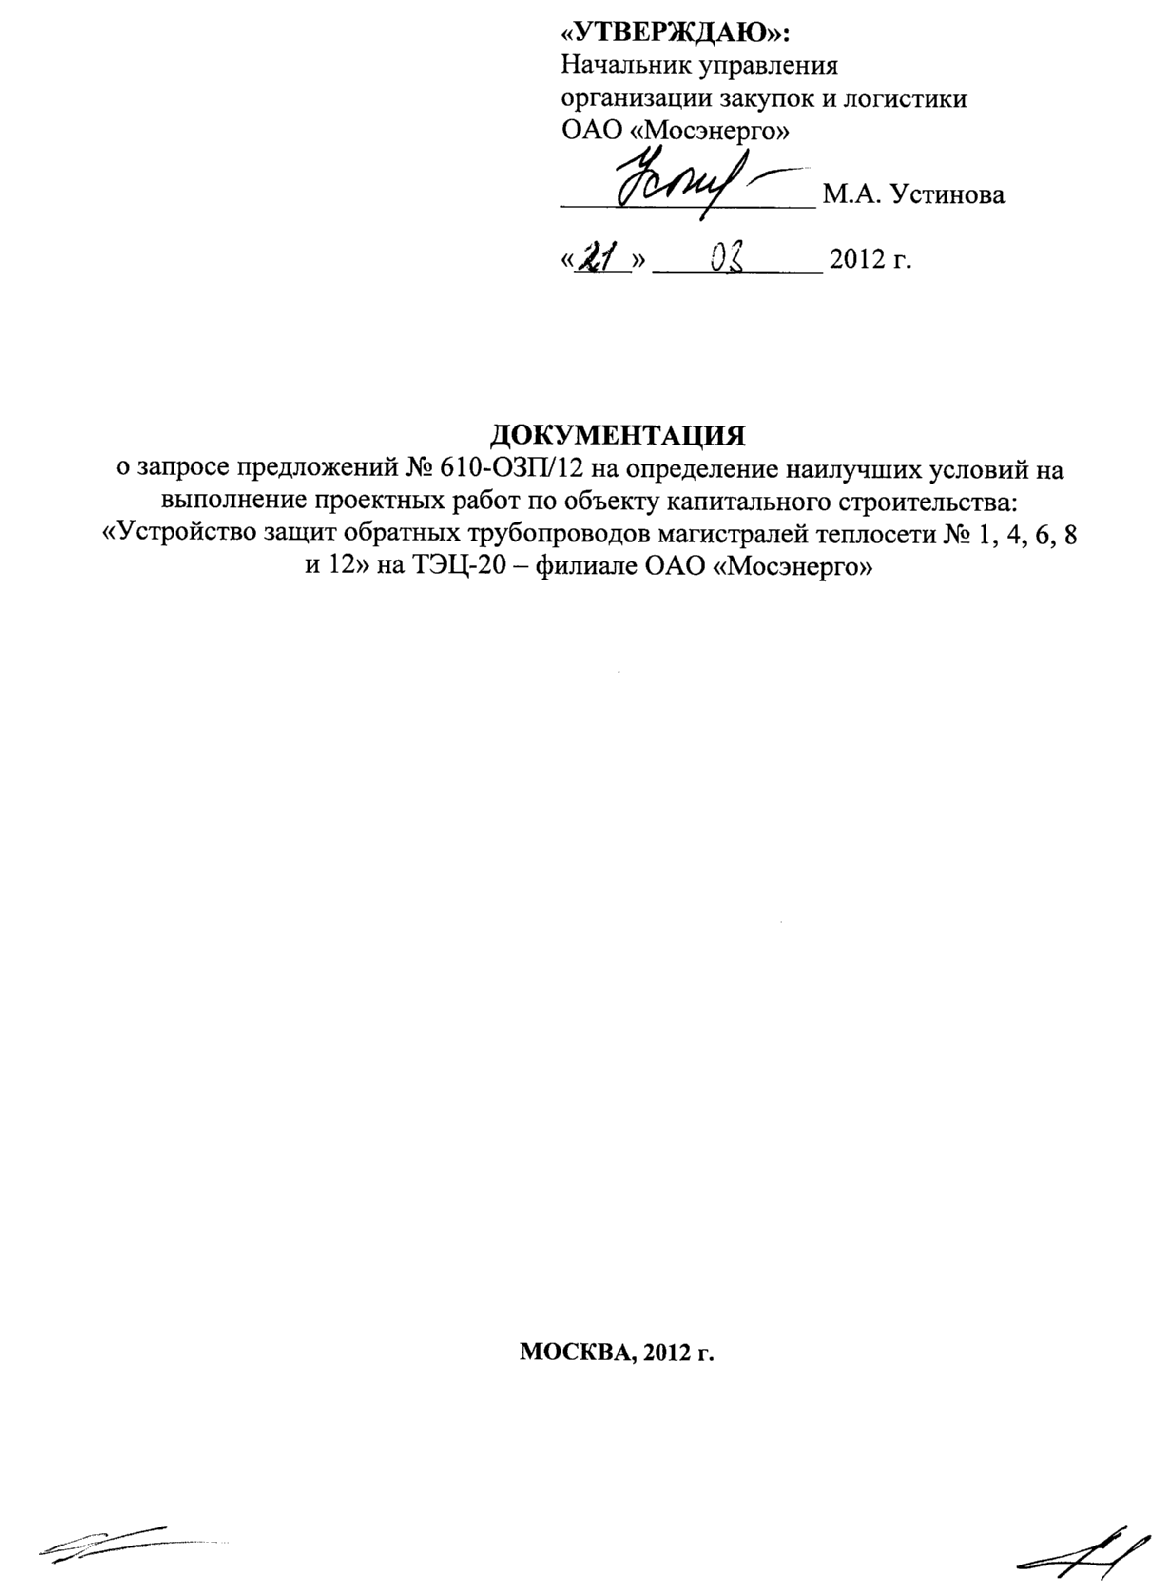 «УТВЕРЖДАЮ»:
Начальник управления
организации закупок и логистики
ОАО «Мосэнерго»
М.А. Устинова
«21» 03 2012 г.
ДОКУМЕНТАЦИЯ
о запросе предложений № 610-ОЗП/12 на определение наилучших условий на
выполнение проектных работ по объекту капитального строительства:
«Устройство защит обратных трубопроводов магистралей теплосети № 1, 4, 6, 8
и 12» на ТЭЦ-20 – филиале ОАО «Мосэнерго»
МОСКВА, 2012 г.